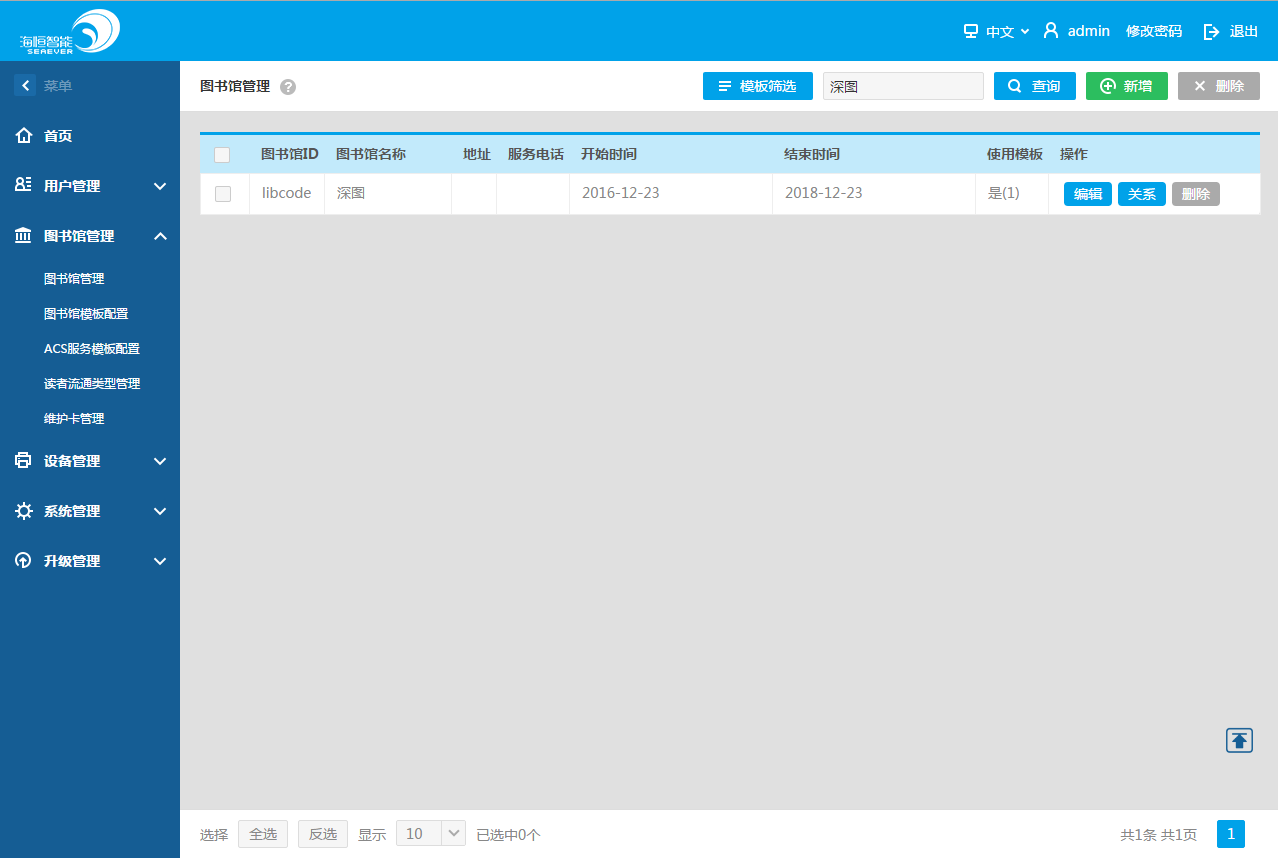 海恒智能
SEAEVER
中文 admin 修改密码 退出
菜单
首页
用户管理
图书馆管理
图书馆管理
图书馆模板配置
ACS服务模板配置
读者流通类型管理
维护卡管理
设备管理
系统管理
升级管理
图书馆管理 ? 模板筛选 深图 查询 新增 删除
图书馆ID 图书馆名称 地址 服务电话 开始时间 结束时间 使用模板 操作
libcode 深图 2016-12-23 2018-12-23 是(1) 编辑 关系 删除
选择 全选 反选 显示 10 已选中0个 共1条 共1页 1